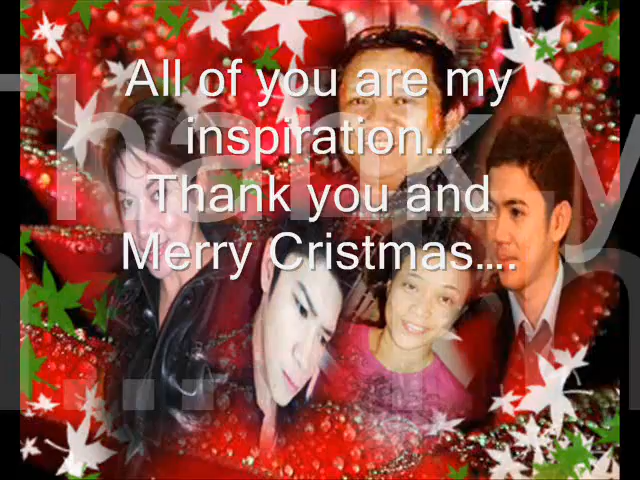 All of you are my
inspiration...
Thank you and
Merry Cristmas....